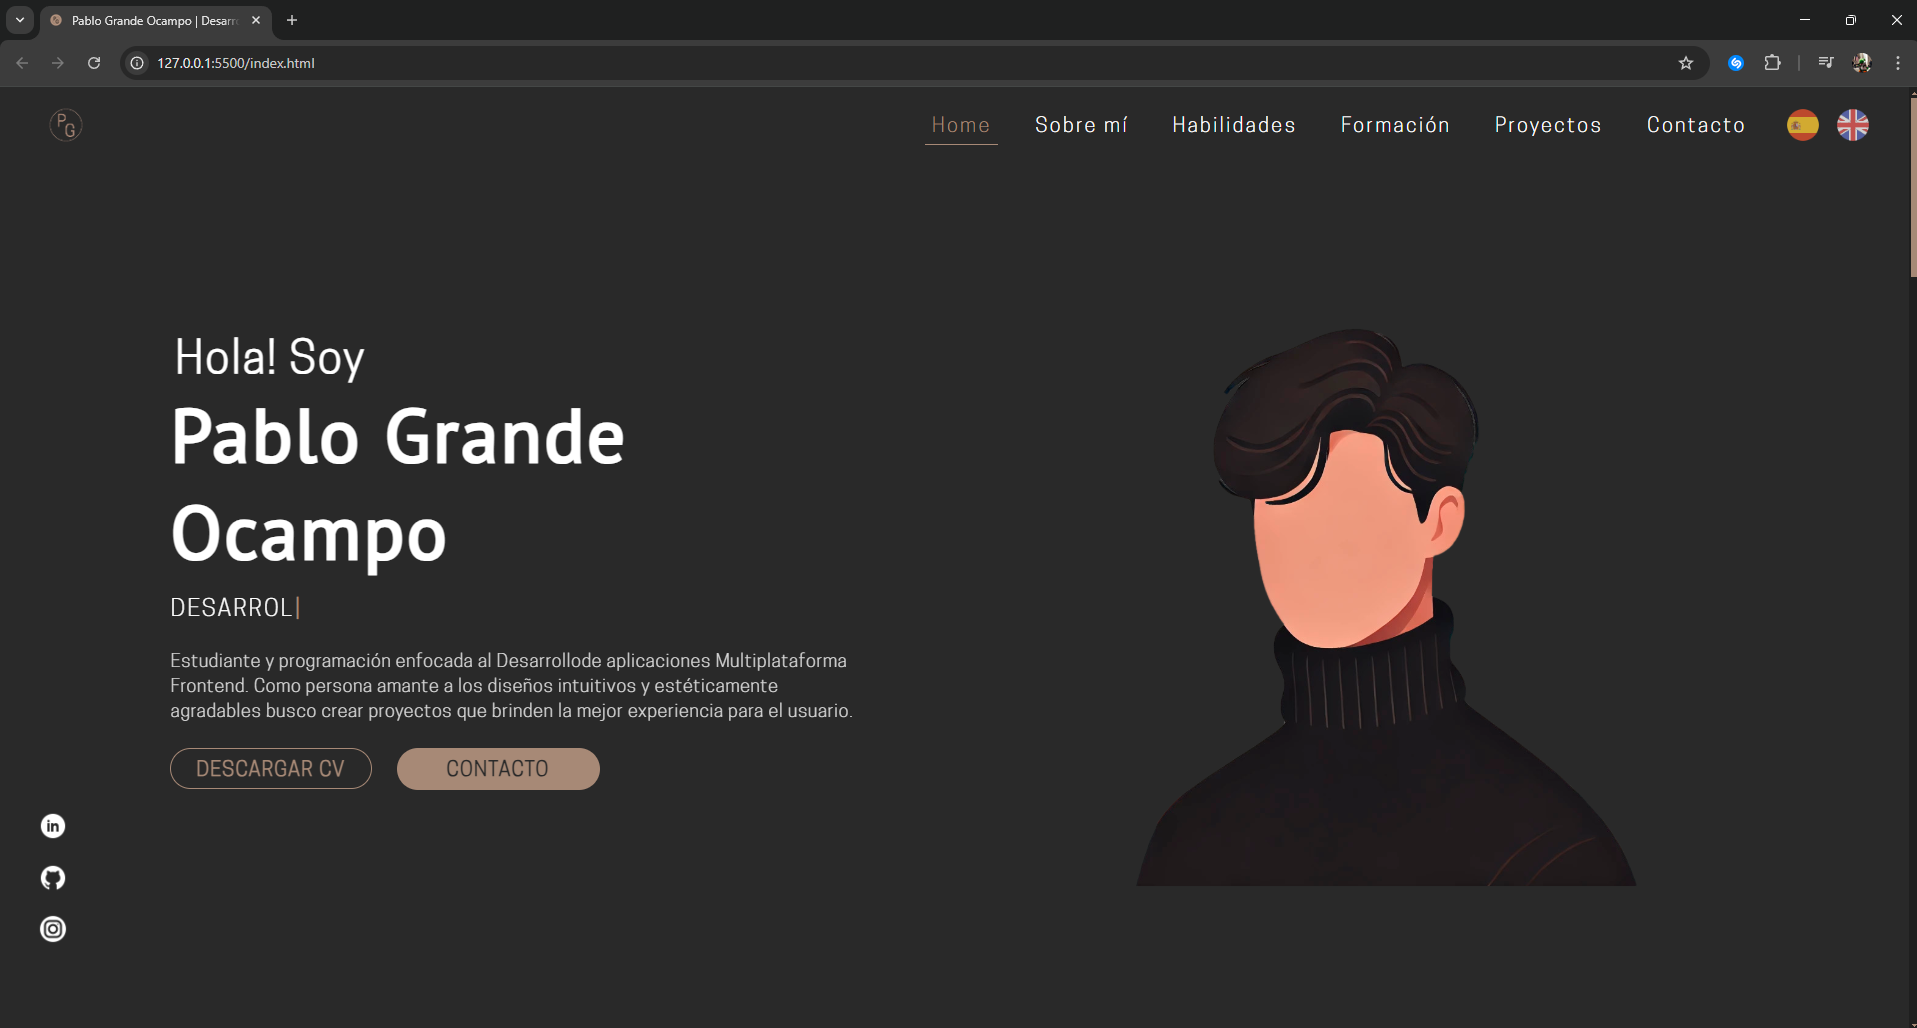 Pablo Grande Ocampo | Desarr
127.0.0.1:5500/index.html
PG
Home Sobre mí Habilidades Formación Proyectos Contacto
Hola! Soy
Pablo Grande
Ocampo
DESARROL|
Estudiante y programación enfocada al Desarrollode aplicaciones Multiplataforma
Frontend. Como persona amante a los diseños intuitivos y estéticamente
agradables busco crear proyectos que brinden la mejor experiencia para el usuario.
DESCARGAR CV CONTACTO
in